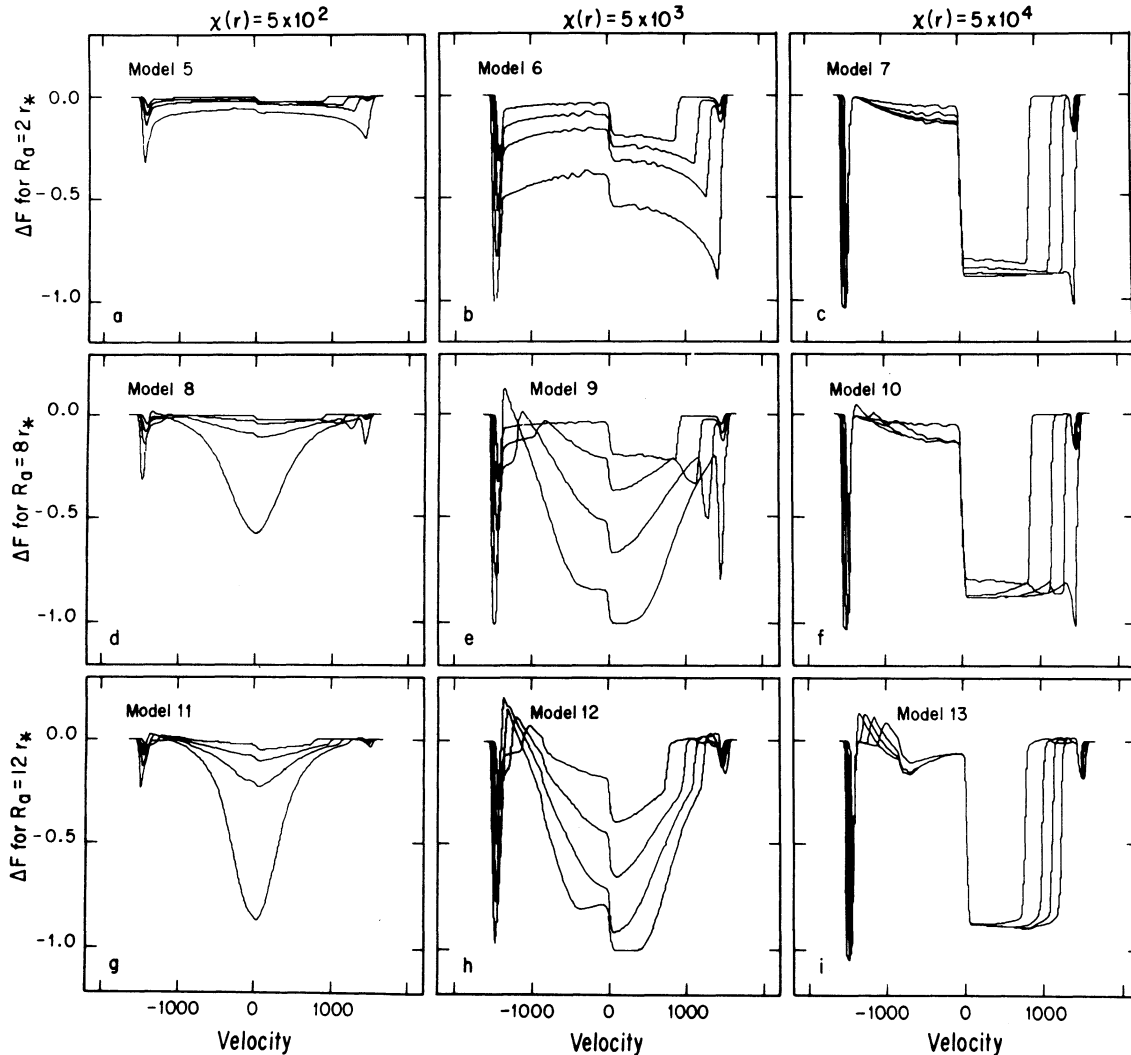 χ(r) = 5 x 10² χ(r) = 5 x 10³ χ(r) = 5 x 10⁴
ΔF for Rₐ = 2 r⁎
0.0
-0.5
-1.0
Model 5
a
Model 6
b
Model 7
c
ΔF for Rₐ = 8 r⁎
0.0
-0.5
-1.0
Model 8
d
Model 9
e
Model 10
f
ΔF for Rₐ = 12 r⁎
0.0
-0.5
-1.0
Model 11
g
Model 12
h
Model 13
i
-1000 0 1000 -1000 0 1000 -1000 0 1000
Velocity Velocity Velocity